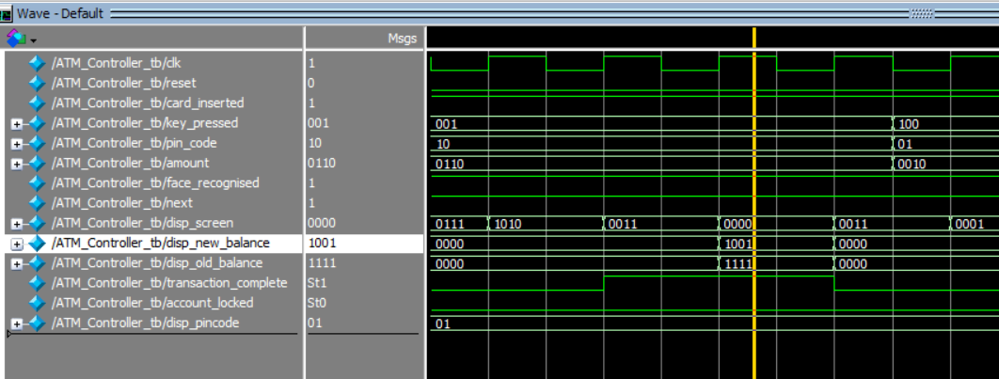 Wave - Default
Msgs
/ATM_Controller_tb/clk 1
/ATM_Controller_tb/reset 0
/ATM_Controller_tb/card_inserted 1
/ATM_Controller_tb/key_pressed 001 001 100
/ATM_Controller_tb/pin_code 10 10 01
/ATM_Controller_tb/amount 0110 0110 0010
/ATM_Controller_tb/face_recognised 1
/ATM_Controller_tb/next 1
/ATM_Controller_tb/disp_screen 0000 0111 1010 0011 0000 0011 0001
/ATM_Controller_tb/disp_new_balance 1001 0000 1001 0000
/ATM_Controller_tb/disp_old_balance 1111 0000 1111 0000
/ATM_Controller_tb/transaction_complete St1
/ATM_Controller_tb/account_locked St0
/ATM_Controller_tb/disp_pincode 01 01